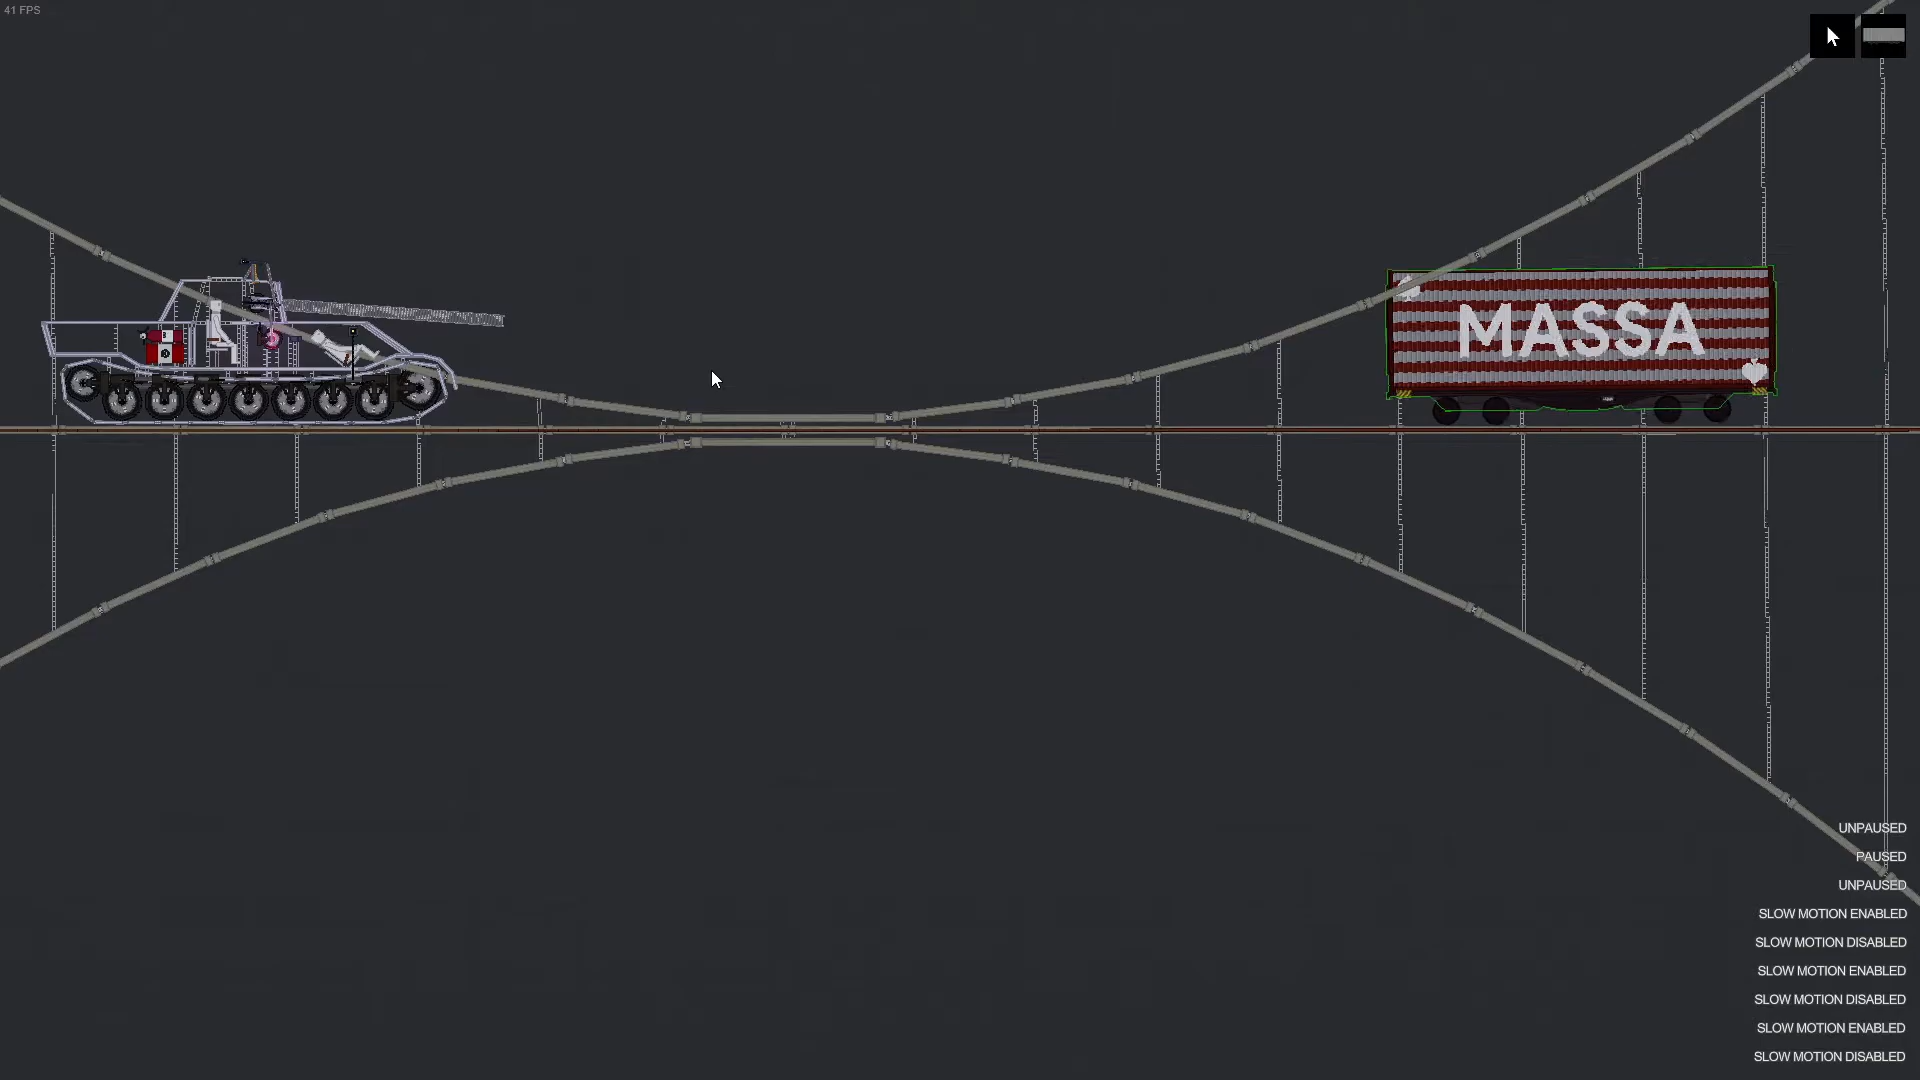 41 FPS
MASSA
UNPAUSED
PAUSED
UNPAUSED
SLOW MOTION ENABLED
SLOW MOTION DISABLED
SLOW MOTION ENABLED
SLOW MOTION DISABLED
SLOW MOTION ENABLED
SLOW MOTION DISABLED